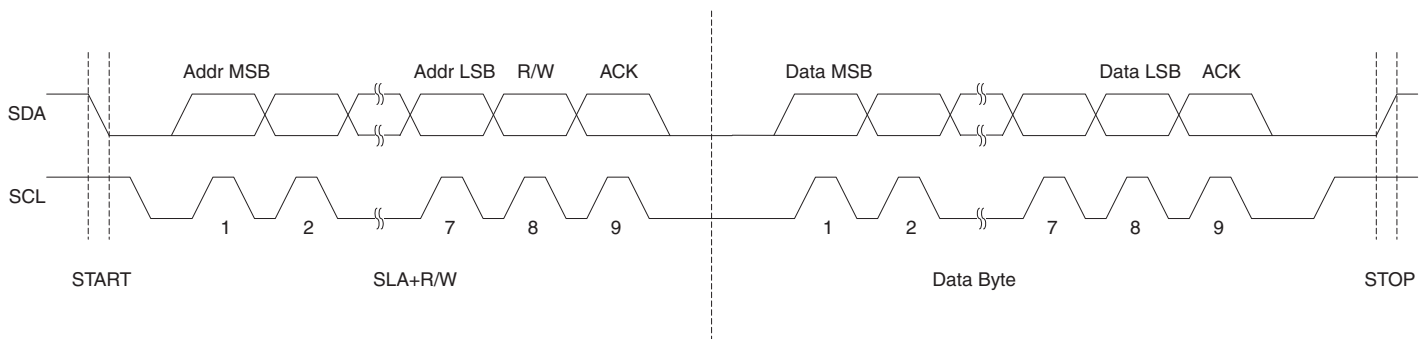 Addr MSB Addr LSB R/W ACK Data MSB Data LSB ACK
SDA
SCL
1 2 7 8 9 1 2 7 8 9
START SLA+R/W Data Byte STOP